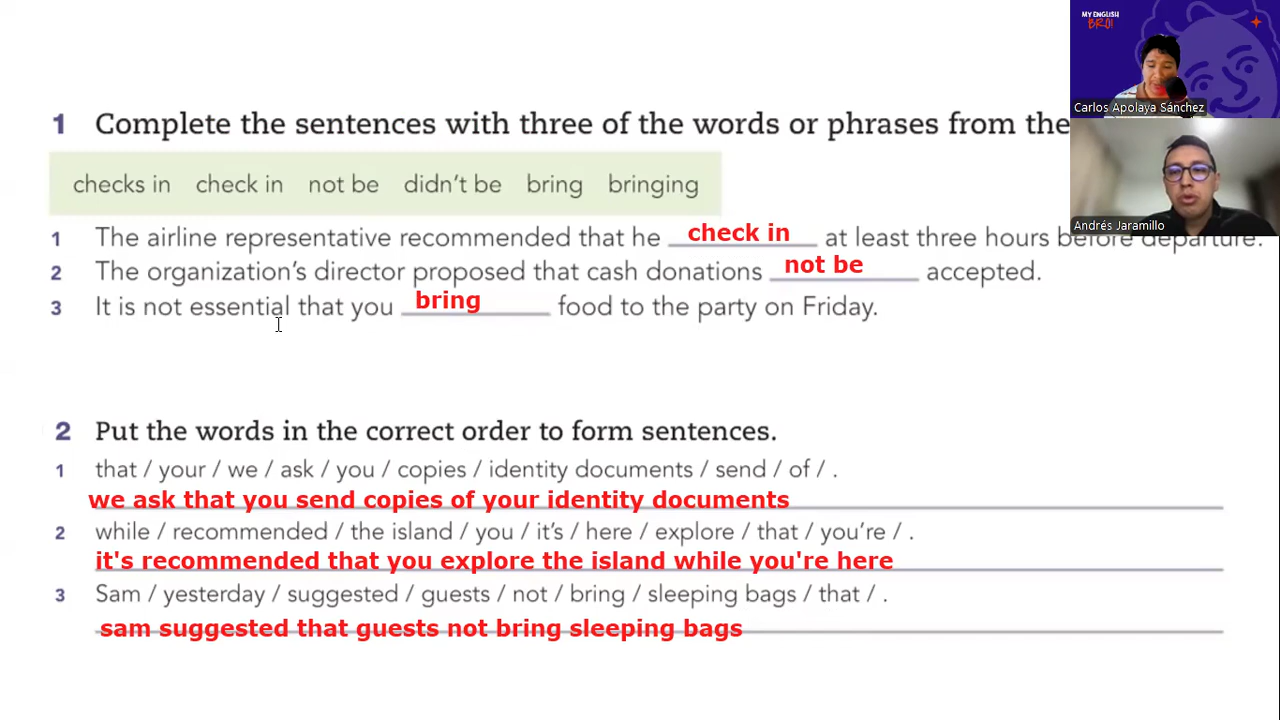 MY ENGLISH
BRO!
Carlos Apolaya Sánchez
Andrés Jaramillo
1 Complete the sentences with three of the words or phrases from the
checks in check in not be didn't be bring bringing
1 The airline representative recommended that he check in at least three hours before departure.
2 The organization's director proposed that cash donations not be accepted.
3 It is not essential that you bring food to the party on Friday.
2 Put the words in the correct order to form sentences.
1 that / your / we / ask / you / copies / identity documents / send / of / .
we ask that you send copies of your identity documents
2 while / recommended / the island / you / it's / here / explore / that / you're / .
it's recommended that you explore the island while you're here
3 Sam / yesterday / suggested / guests / not / bring / sleeping bags / that / .
sam suggested that guests not bring sleeping bags